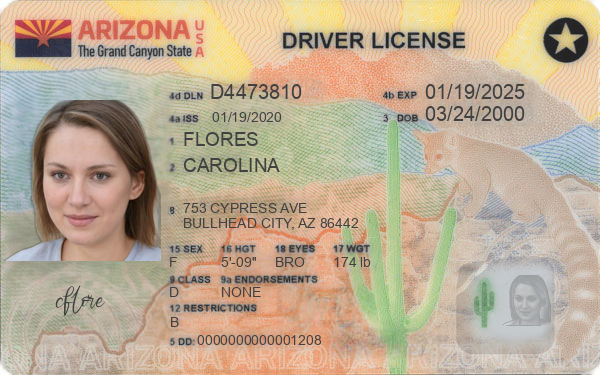 ARIZONA USA
The Grand Canyon State
DRIVER LICENSE
4d DLN D4473810
4b EXP 01/19/2025
4a ISS 01/19/2020
3 DOB 03/24/2000
1 FLORES
2 CAROLINA
8 753 CYPRESS AVE
BULLHEAD CITY, AZ 86442
15 SEX 16 HGT 18 EYES 17 WGT
F 5'-09" BRO 174 lb
9 CLASS 9a ENDORSEMENTS
D NONE
12 RESTRICTIONS
B
5 DD: 0000000000001208
cflore
ARIZONA ARIZONA ARIZONA ARIZONA